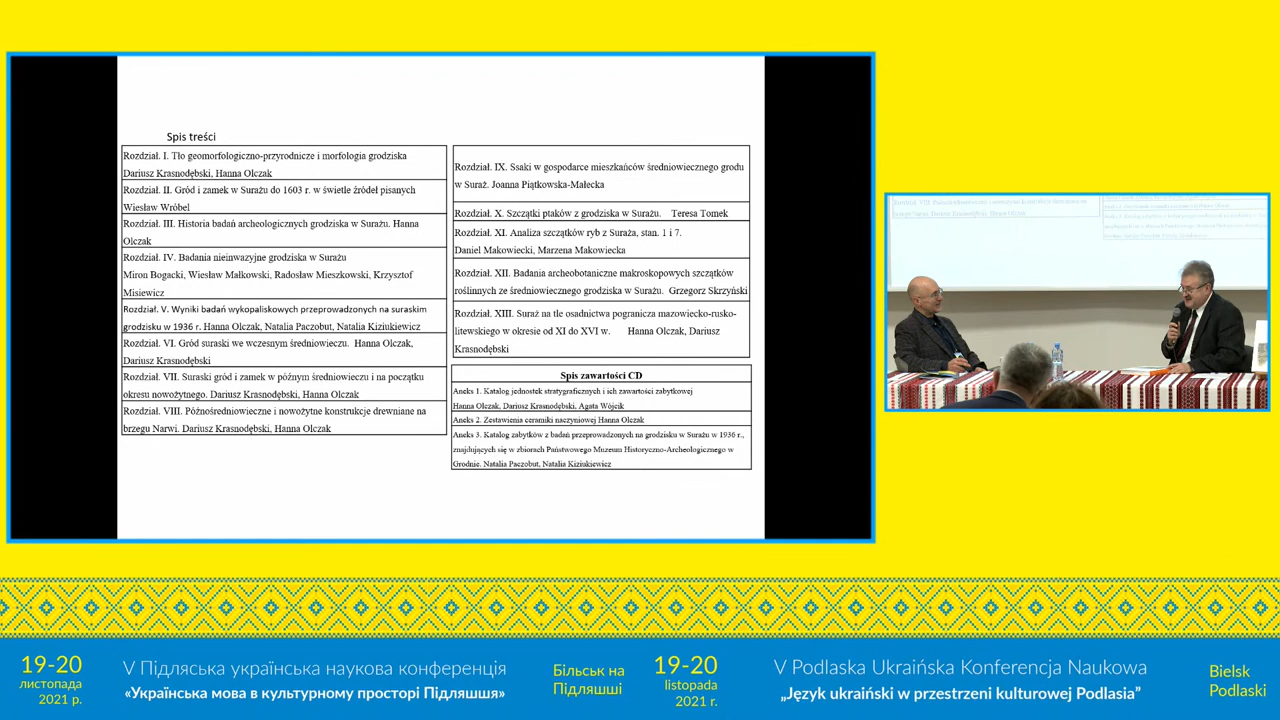 Spis treści
Rozdział. I. Tło geomorfologiczno-przyrodnicze i morfologia grodziska
Dariusz Krasnodębski, Hanna Olczak
Rozdział. II. Gród i zamek w Surażu do 1603 r. w świetle źródeł pisanych
Wiesław Wróbel
Rozdział. III. Historia badań archeologicznych grodziska w Surażu. Hanna
Olczak
Rozdział. IV. Badania nieinwazyjne grodziska w Surażu
Miron Bogacki, Wiesław Małkowski, Radosław Mieszkowski, Krzysztof
Misiewicz
Rozdział. V. Wyniki badań wykopaliskowych przeprowadzonych na suraskim
grodzisku w 1936 r. Hanna Olczak, Natalia Paczobut, Natalia Kiziukiewicz
Rozdział. VI. Gród suraski we wczesnym średniowieczu. Hanna Olczak,
Dariusz Krasnodębski
Rozdział. VII. Suraski gród i zamek w późnym średniowieczu i na początku
okresu nowożytnego. Dariusz Krasnodębski, Hanna Olczak
Rozdział. VIII. Późnośredniowieczne i nowożytne konstrukcje drewniane na
brzegu Narwi. Dariusz Krasnodębski, Hanna Olczak
Rozdział. IX. Ssaki w gospodarce mieszkańców średniowiecznego grodu
w Suraż. Joanna Piątkowska-Małecka
Rozdział. X. Szczątki ptaków z grodziska w Surażu. Teresa Tomek
Rozdział. XI. Analiza szczątków ryb z Suraża, stan. 1 i 7.
Daniel Makowiecki, Marzena Makowiecka
Rozdział. XII. Badania archeobotaniczne makroskopowych szczątków
roślinnych ze średniowiecznego grodziska w Surażu. Grzegorz Skrzyński
Rozdział. XIII. Suraż na tle osadnictwa pogranicza mazowiecko-rusko-
litewskiego w okresie od XI do XVI w. Hanna Olczak, Dariusz
Krasnodębski
Spis zawartości CD
Aneks 1. Katalog jednostek stratygraficznych i ich zawartości zabytkowej
Hanna Olczak, Dariusz Krasnodębski, Agata Wójcik
Aneks 2. Zestawienia ceramiki naczyniowej Hanna Olczak
Aneks 3. Katalog zabytków z badań przeprowadzonych na grodzisku w Surażu w 1936 r.,
znajdujących się w zbiorach Państwowego Muzeum Historyczno-Archeologicznego w
Grodnie. Natalia Paczobut, Natalia Kiziukiewicz
19-20
листопада
2021 р.
V Підляська українська наукова конференція
«Українська мова в культурному просторі Підляшшя»
Більськ на
Підляшші
19-20
listopada
2021 r.
V Podlaska Ukraińska Konferencja Naukowa
„Język ukraiński w przestrzeni kulturowej Podlasia”
Bielsk
Podlaski